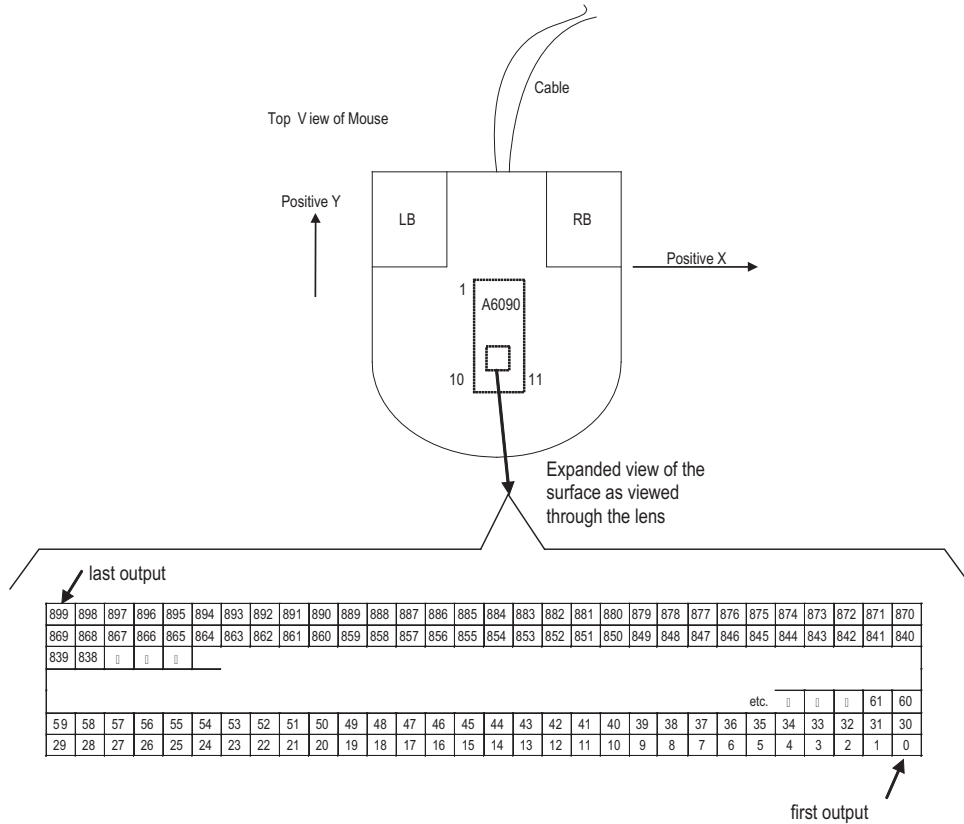 Cable
Top View of Mouse
Positive Y
LB
RB
Positive X
1
A6090
10
11
Expanded view of the
surface as viewed
through the lens
last output
899 898 897 896 895 894 893 892 891 890 889 888 887 886 885 884 883 882 881 880 879 878 877 876 875 874 873 872 871 870
869 868 867 866 865 864 863 862 861 860 859 858 857 856 855 854 853 852 851 850 849 848 847 846 845 844 843 842 841 840
839 838
etc. 61 60
59 58 57 56 55 54 53 52 51 50 49 48 47 46 45 44 43 42 41 40 39 38 37 36 35 34 33 32 31 30
29 28 27 26 25 24 23 22 21 20 19 18 17 16 15 14 13 12 11 10 9 8 7 6 5 4 3 2 1 0
first output